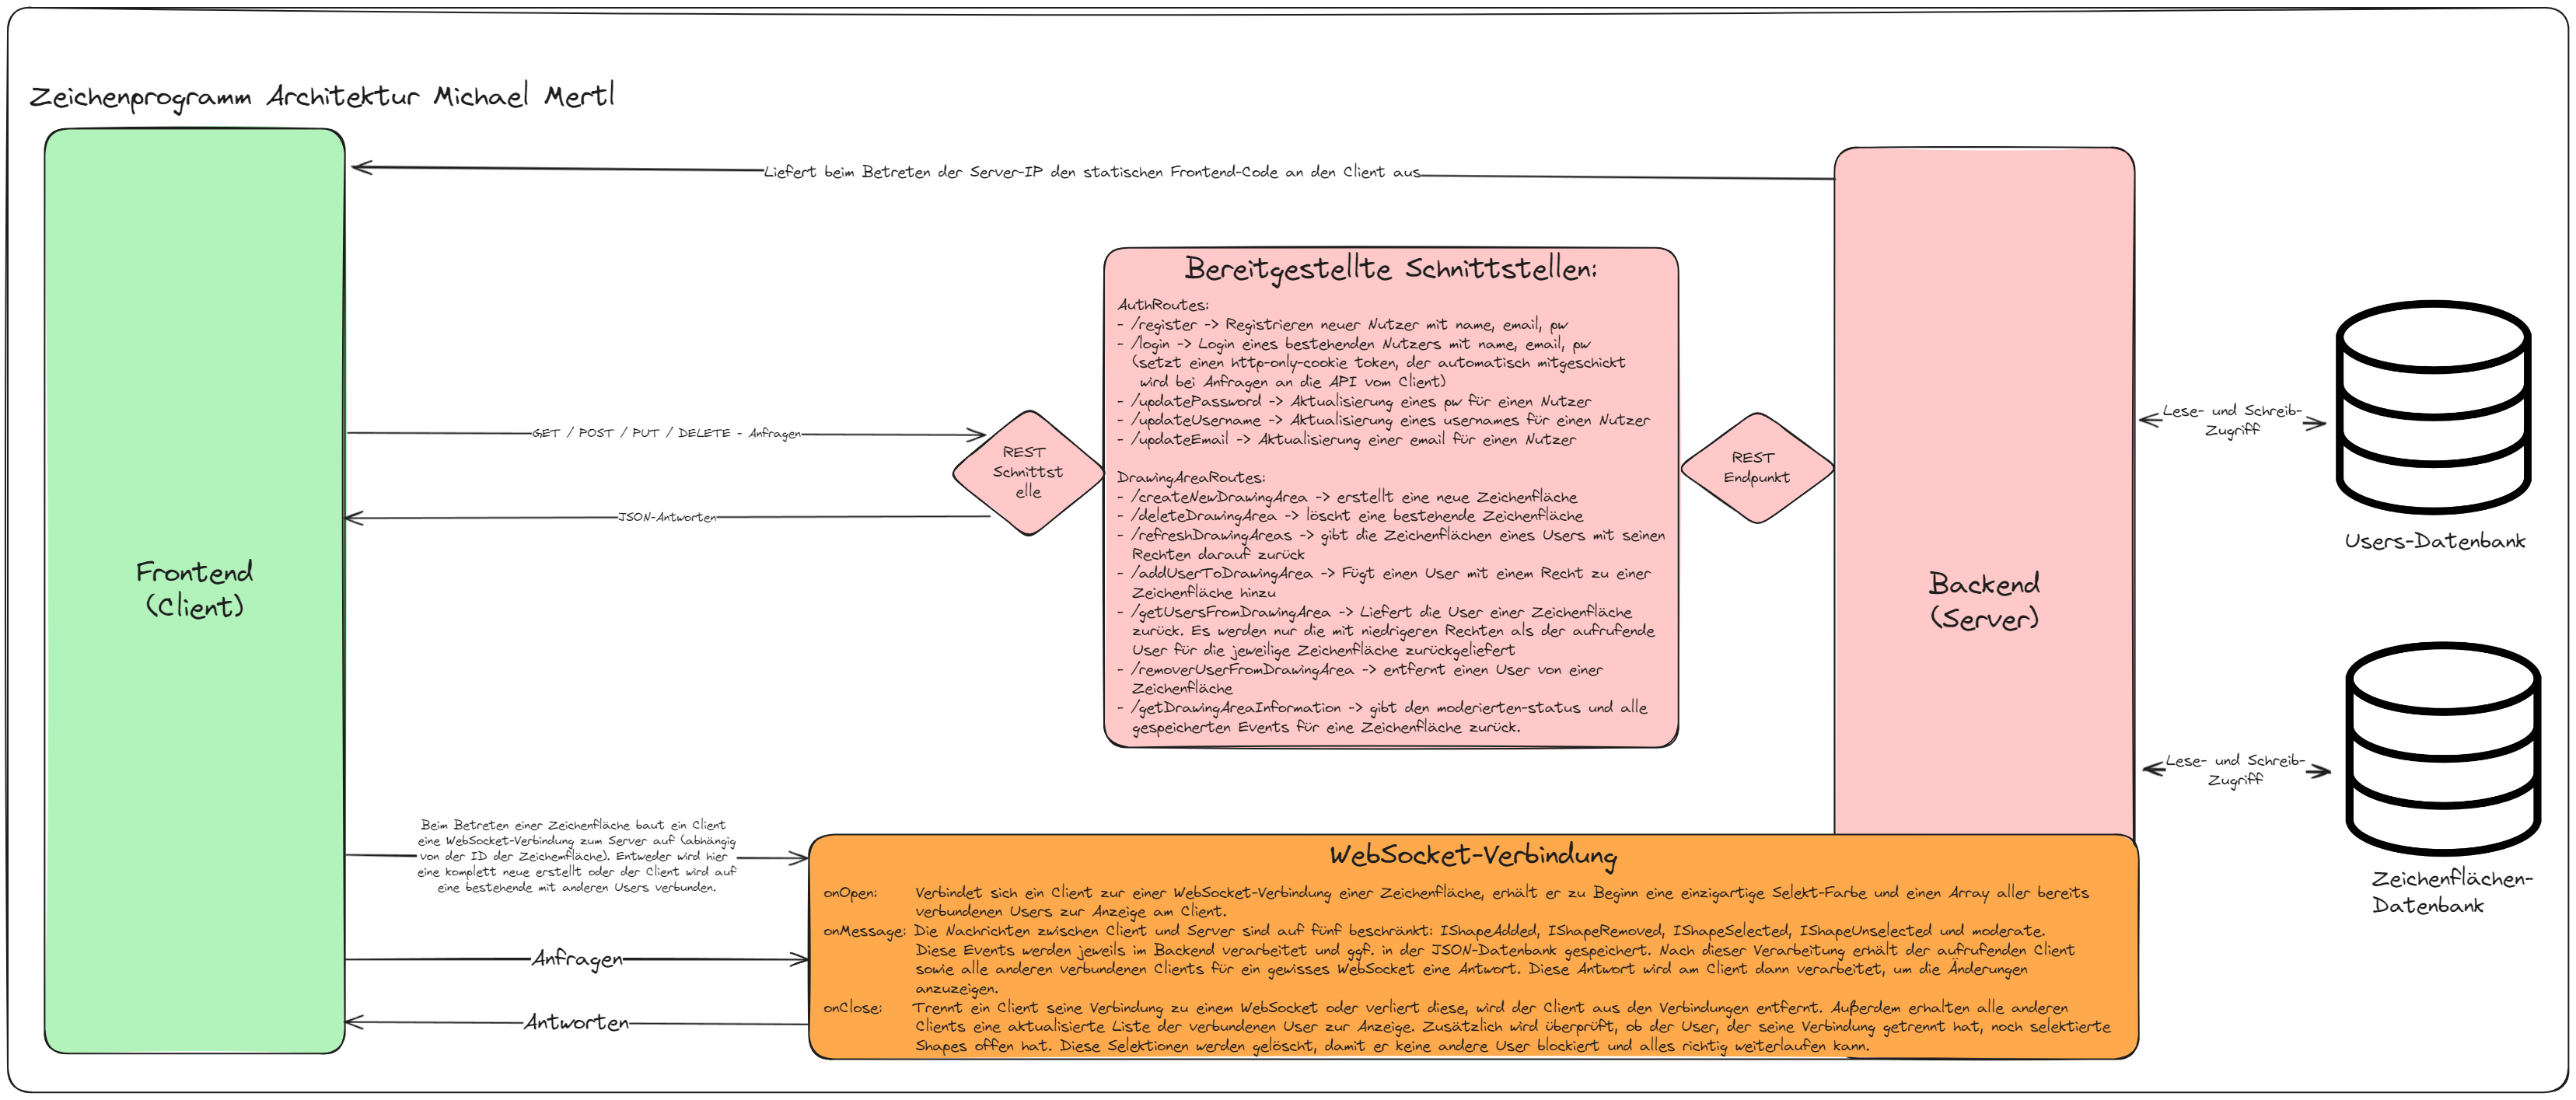 Zeichenprogramm Architektur Michael Mertl
Liefert beim Betreten der Server-IP den statischen Frontend-Code an den Client aus
Frontend
(Client)
GET / POST / PUT / DELETE - Anfragen
JSON-Antworten
REST
Schnittst
elle
Bereitgestellte Schnittstellen:
AuthRoutes:
- /register -> Registrieren neuer Nutzer mit name, email, pw
- /login -> Login eines bestehenden Nutzers mit name, email, pw
(setzt einen http-only-cookie token, der automatisch mitgeschickt
wird bei Anfragen an die API vom Client)
- /updatePassword -> Aktualisierung eines pw für einen Nutzer
- /updateUsername -> Aktualisierung eines usernames für einen Nutzer
- /updateEmail -> Aktualisierung einer email für einen Nutzer
DrawingAreaRoutes:
- /createNewDrawingArea -> erstellt eine neue Zeichenfläche
- /deleteDrawingArea -> löscht eine bestehende Zeichenfläche
- /refreshDrawingAreas -> gibt die Zeichenflächen eines Users mit seinen
Rechten darauf zurück
- /addUserToDrawingArea -> Fügt einen User mit einem Recht zu einer
Zeichenfläche hinzu
- /getUsersFromDrawingArea -> Liefert die User einer Zeichenfläche
zurück. Es werden nur die mit niedrigeren Rechten als der aufrufende
User für die jeweilige Zeichenfläche zurückgeliefert
- /removerUserFromDrawingArea -> entfernt einen User von einer
Zeichenfläche
- /getDrawingAreaInformation -> gibt den moderierten-status und alle
gespeicherten Events für eine Zeichenfläche zurück.
REST
Endpunkt
Backend
(Server)
Lese- und Schreib-
Zugriff
Users-Datenbank
Lese- und Schreib-
Zugriff
Zeichenflächen-
Datenbank
Beim Betreten einer Zeichenfläche baut ein Client
eine WebSocket-Verbindung zum Server auf (abhängig
von der ID der Zeichemfläche). Entweder wird hier
eine komplett neue erstellt oder der Client wird auf
eine bestehende mit anderen Users verbunden.
Anfragen
Antworten
WebSocket-Verbindung
onOpen: Verbindet sich ein Client zur einer WebSocket-Verbindung einer Zeichenfläche, erhält er zu Beginn eine einzigartige Selekt-Farbe und einen Array aller bereits
verbundenen Users zur Anzeige am Client.
onMessage: Die Nachrichten zwischen Client und Server sind auf fünf beschränkt: IShapeAdded, IShapeRemoved, IShapeSelected, IShapeUnselected und moderate.
Diese Events werden jeweils im Backend verarbeitet und ggf. in der JSON-Datenbank gespeichert. Nach dieser Verarbeitung erhält der aufrufenden Client
sowie alle anderen verbundenen Clients für ein gewisses WebSocket eine Antwort. Diese Antwort wird am Client dann verarbeitet, um die Änderungen
anzuzeigen.
onClose: Trennt ein Client seine Verbindung zu einem WebSocket oder verliert diese, wird der Client aus den Verbindungen entfernt. Außerdem erhalten alle anderen
Clients eine aktualisierte Liste der verbundenen User zur Anzeige. Zusätzlich wird überprüft, ob der User, der seine Verbindung getrennt hat, noch selektierte
Shapes offen hat. Diese Selektionen werden gelöscht, damit er keine andere User blockiert und alles richtig weiterlaufen kann.